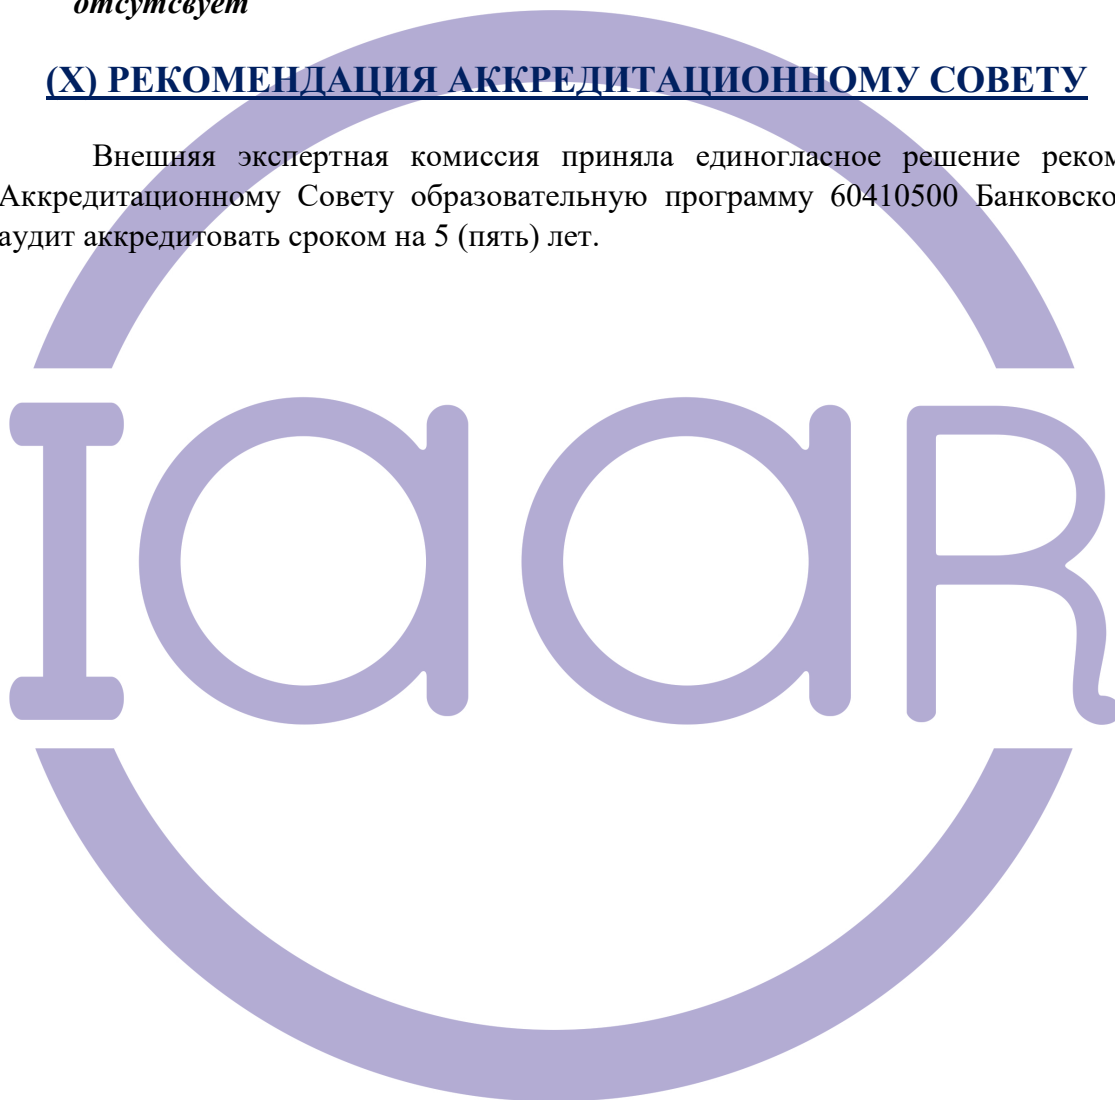 отсутсвует
(X) РЕКОМЕНДАЦИЯ АККРЕДИТАЦИОННОМУ СОВЕТУ
Внешняя экспертная комиссия приняла единогласное решение реком
Аккредитационному Совету образовательную программу 60410500 Банковско
аудит аккредитовать сроком на 5 (пять) лет.
IaaR